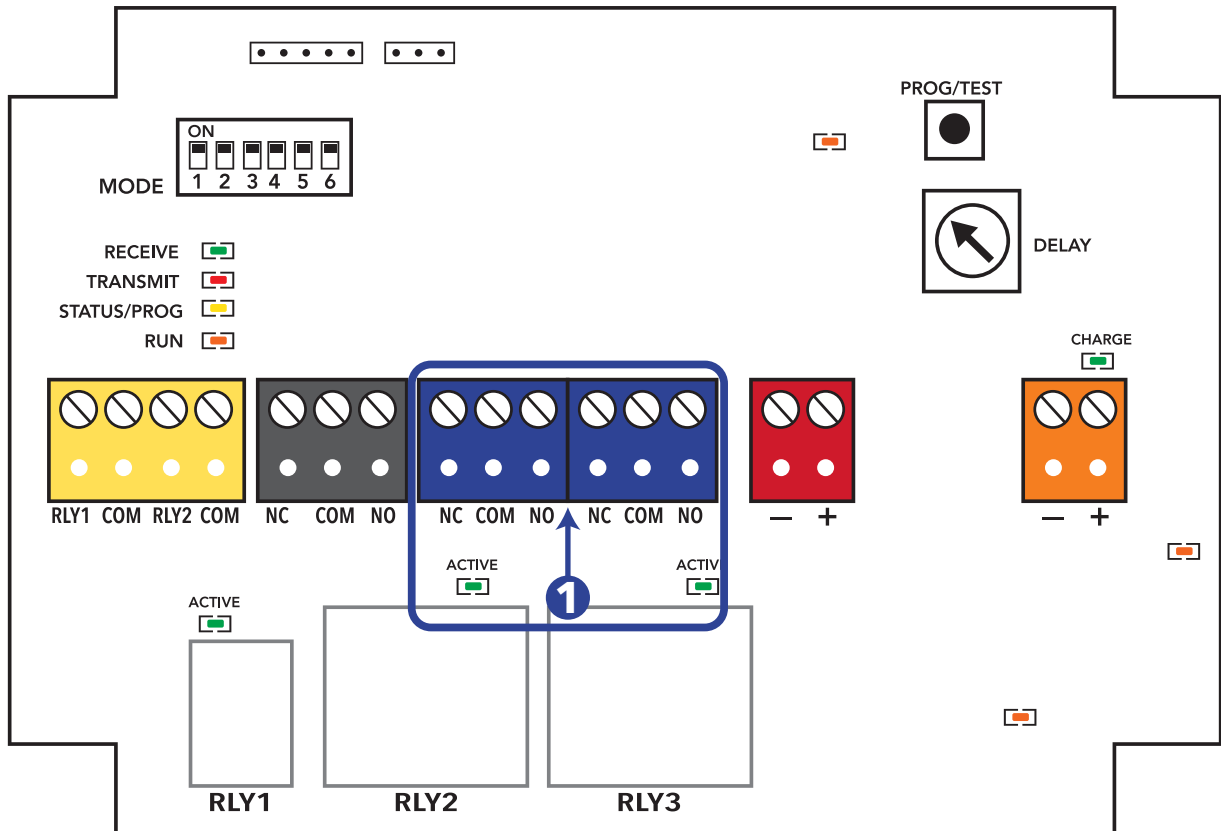 PROG/TEST
ON
1 2 3 4 5 6
MODE
DELAY
RECEIVE
TRANSMIT
STATUS/PROG
RUN
CHARGE
RLY1 COM RLY2 COM NC COM NO NC COM NO NC COM NO — + — +
ACTIVE ACTIV
1
ACTIVE
RLY1 RLY2 RLY3